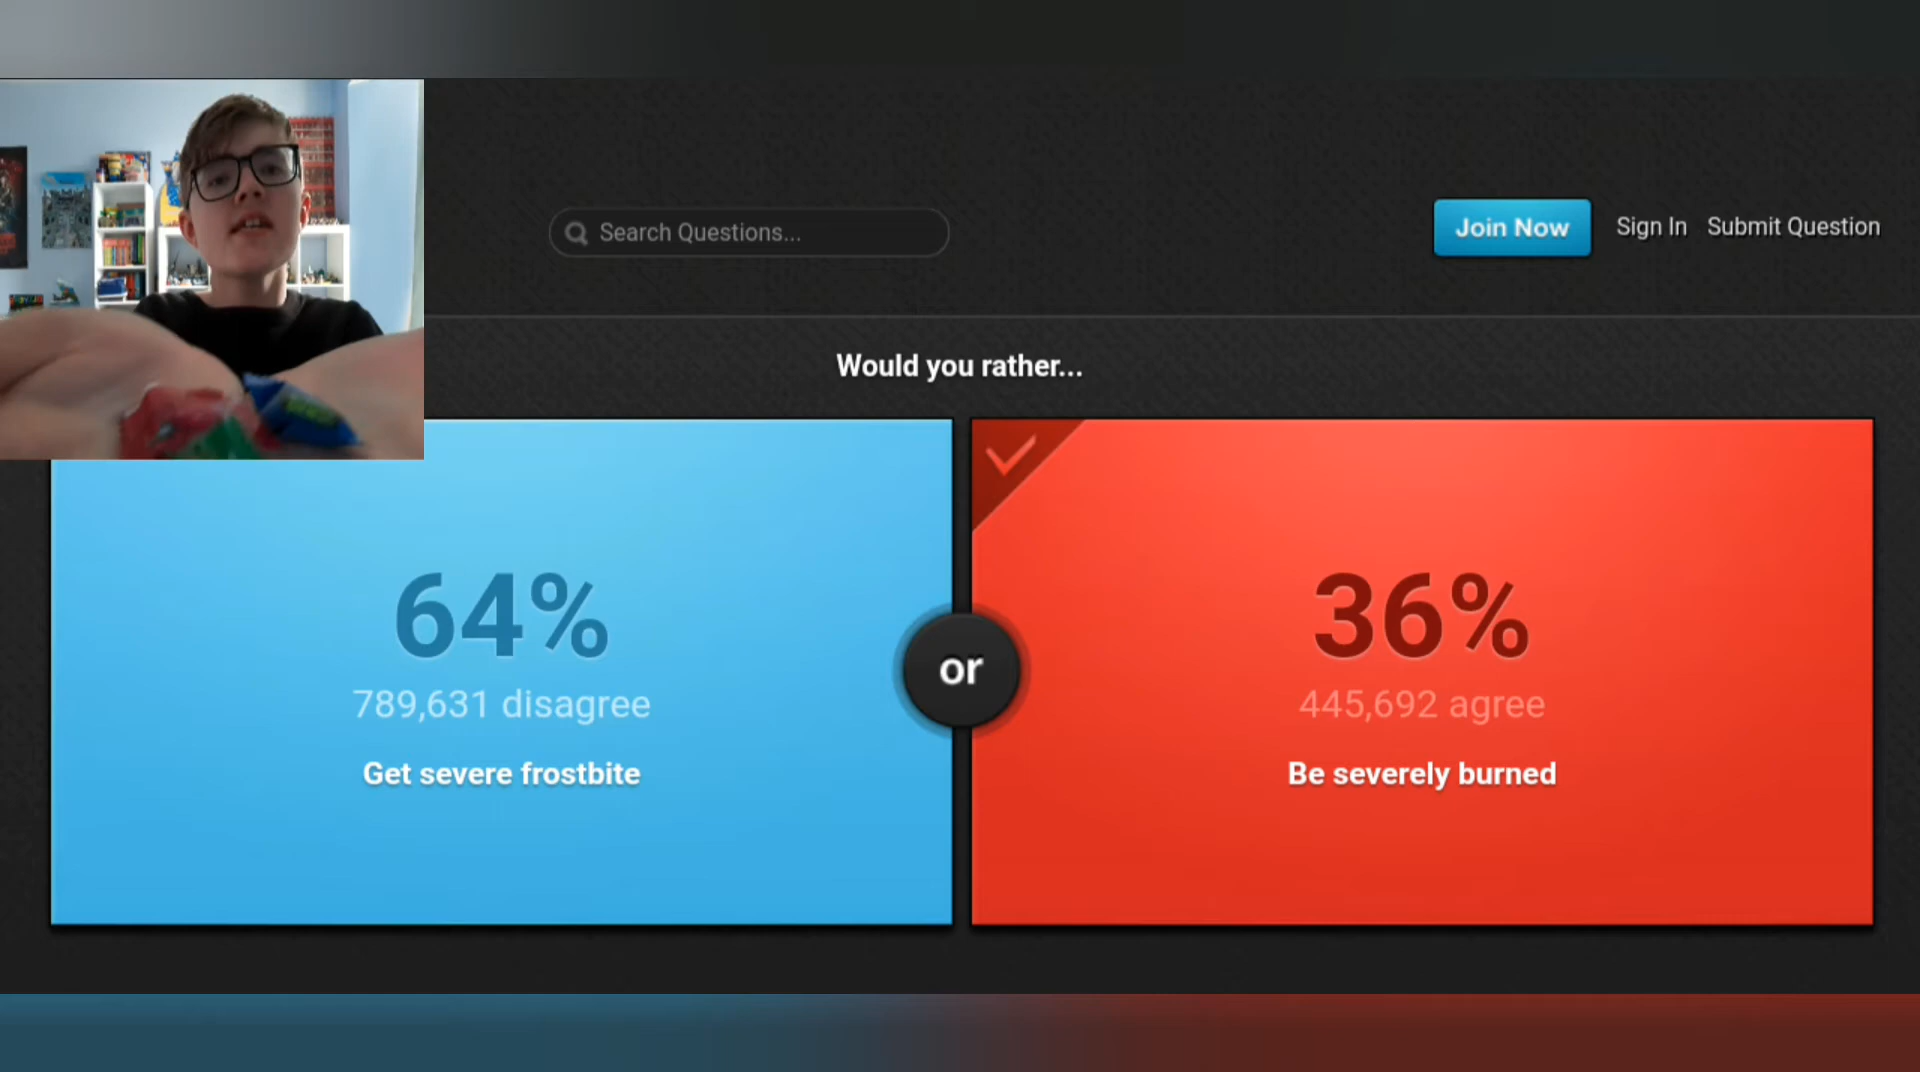 Search Questions...
Join Now
Sign In
Submit Question
Would you rather...
64%
789,631 disagree
Get severe frostbite
or
36%
445,692 agree
Be severely burned